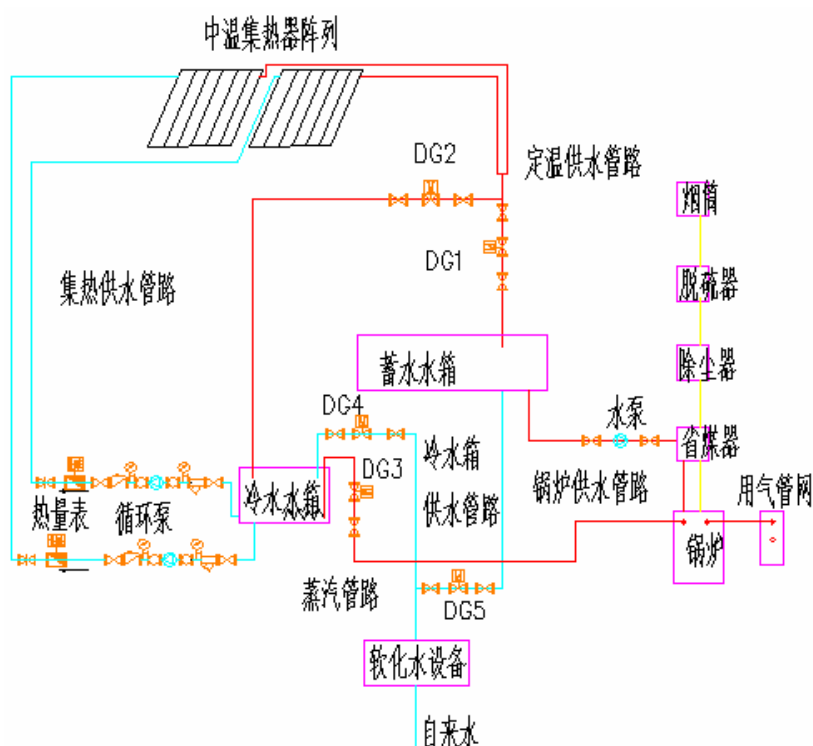 中温集热器阵列
DG2
定温供水管路
烟筒
DG1
集热供水管路
脱硫器
蓄水水箱
除尘器
DG4
水泵
冷水箱
供水管路
省煤器
DG3
锅炉供水管路
用气管网
冷水水箱
热量表
循环泵
锅炉
蒸汽管路
DG5
软化水设备
自来水